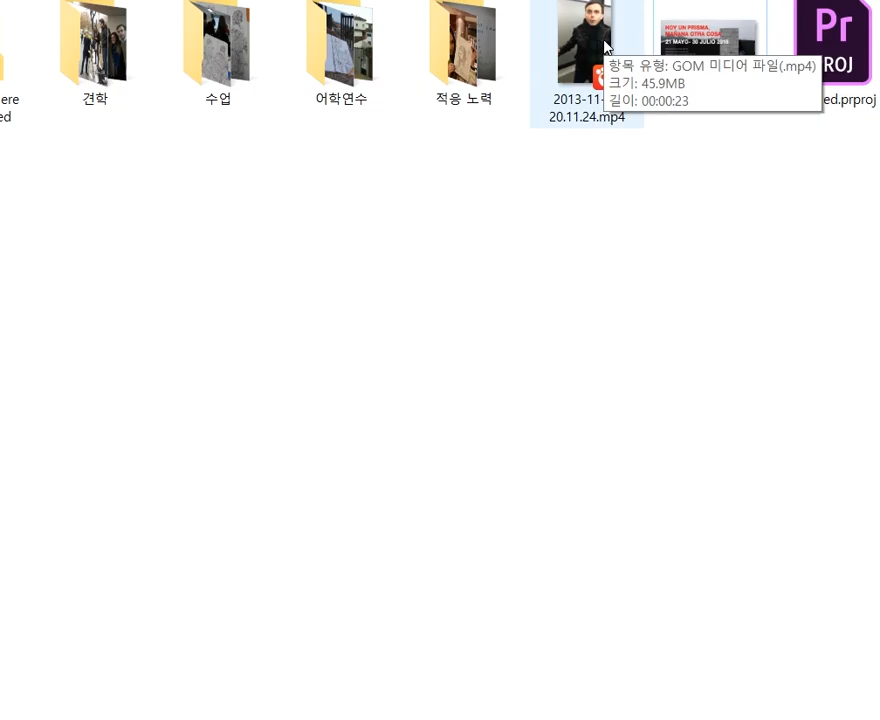 HOY UN PRISMA,
MAÑANA OTRA COSA
21 MAYO- 30 JULIO 2016
Pr
ROJ
항목 유형: GOM 미디어 파일(.mp4)
크기: 45.9MB
길이: 00:00:23
ere
ed
견학
수업
어학연수
적응 노력
2013-11-
20.11.24.mp4
ed.prproj